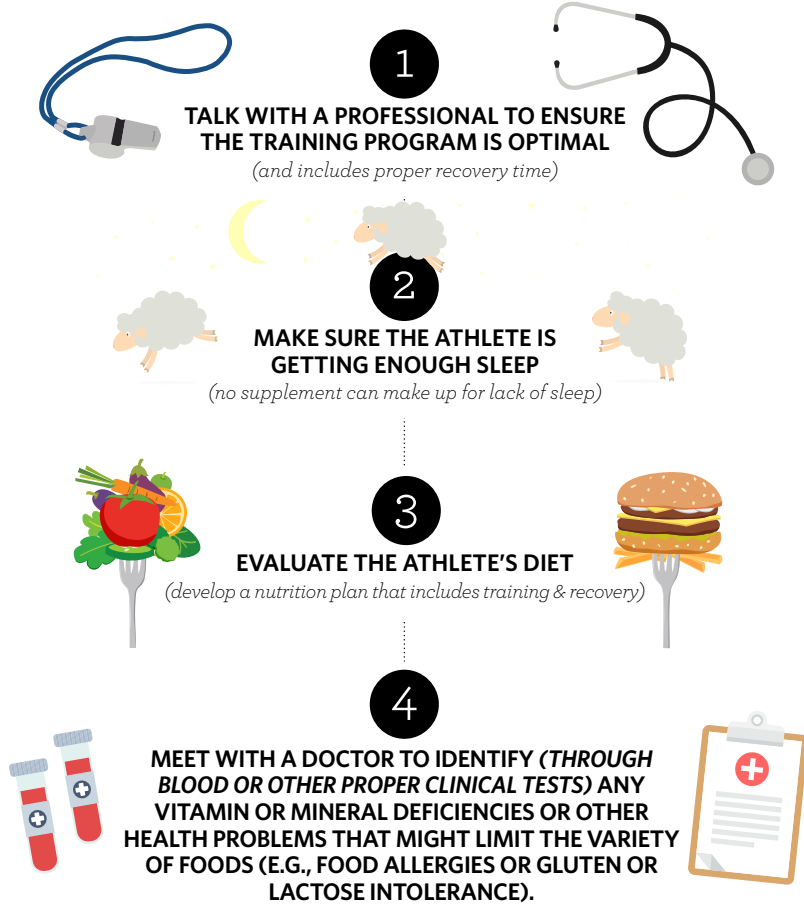 1
TALK WITH A PROFESSIONAL TO ENSURE
THE TRAINING PROGRAM IS OPTIMAL
(and includes proper recovery time)
2
MAKE SURE THE ATHLETE IS
GETTING ENOUGH SLEEP
(no supplement can make up for lack of sleep)
3
EVALUATE THE ATHLETE’S DIET
(develop a nutrition plan that includes training & recovery)
4
MEET WITH A DOCTOR TO IDENTIFY (THROUGH
BLOOD OR OTHER PROPER CLINICAL TESTS) ANY
VITAMIN OR MINERAL DEFICIENCIES OR OTHER
HEALTH PROBLEMS THAT MIGHT LIMIT THE VARIETY
OF FOODS (E.G., FOOD ALLERGIES OR GLUTEN OR
LACTOSE INTOLERANCE).